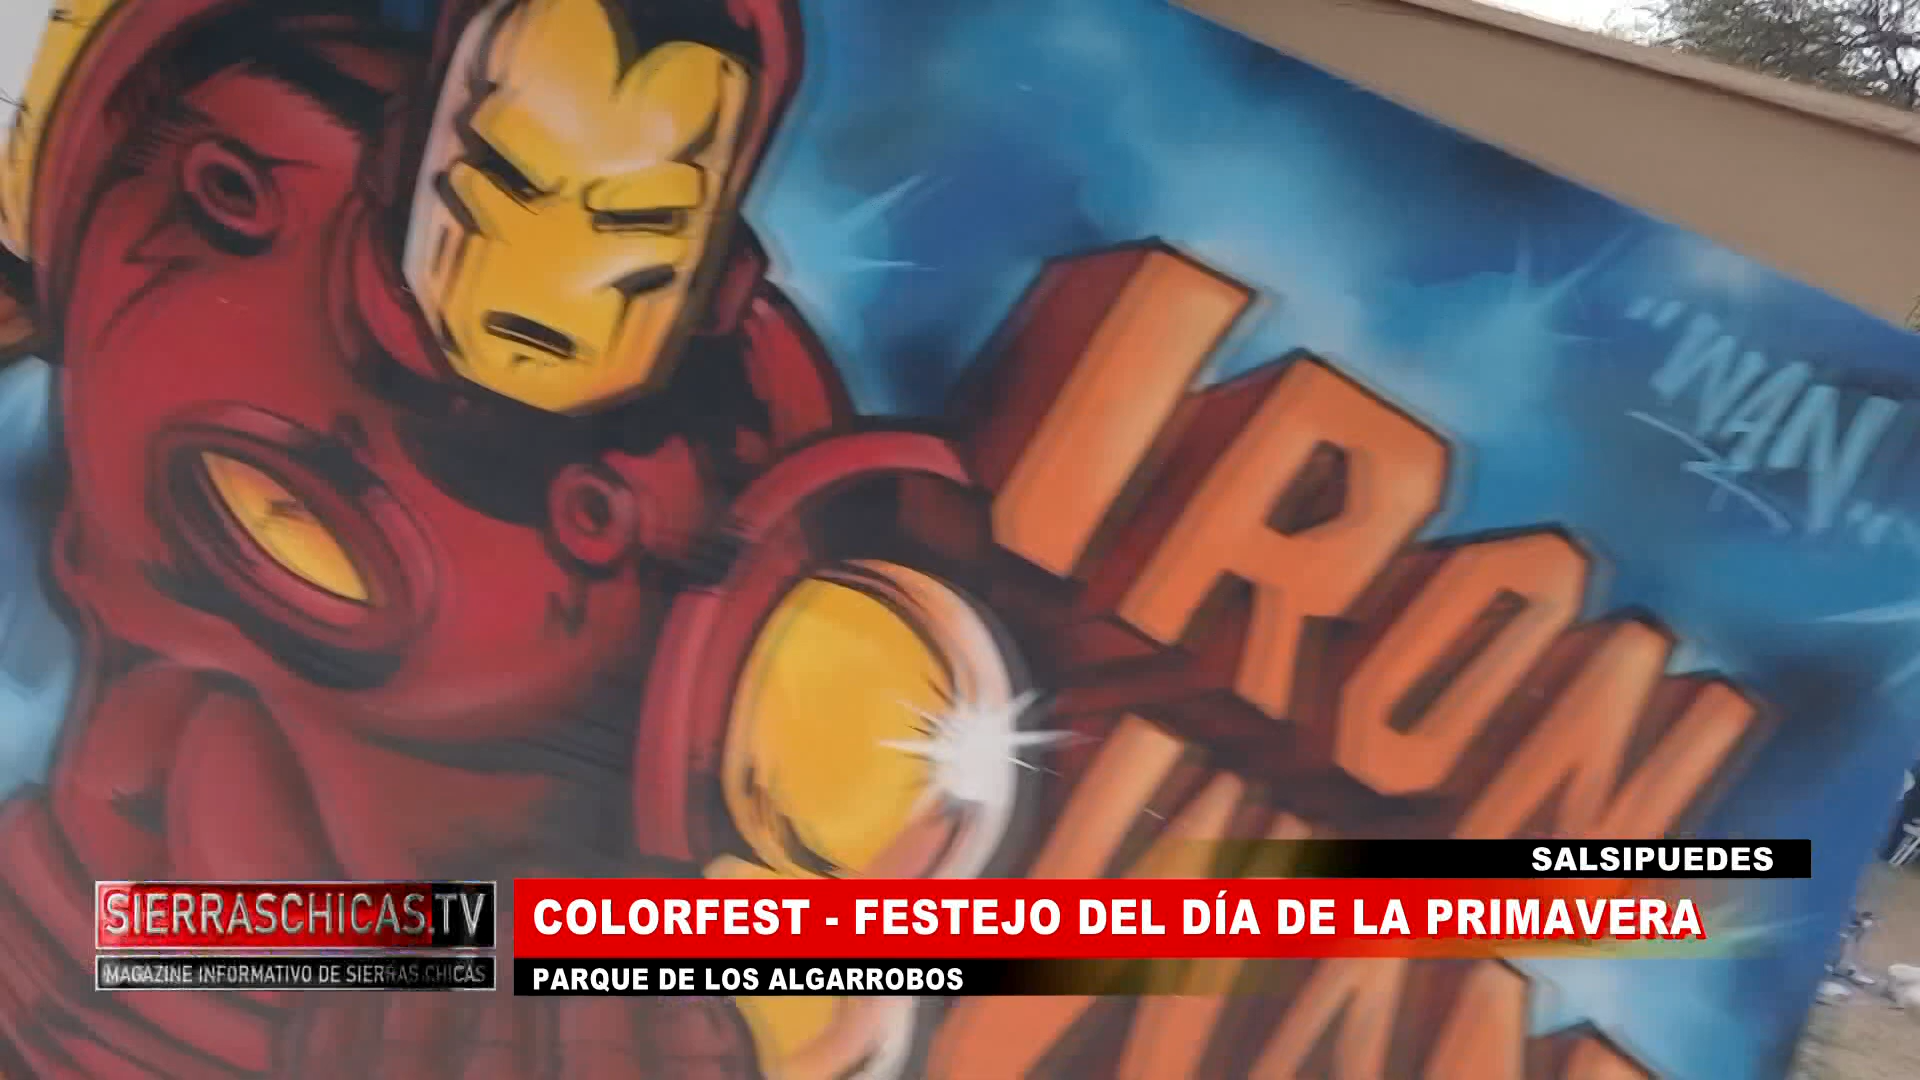 IRON
MAN
"WAN"
SALSIPUEDES
SIERRASCHICAS.TV
COLORFEST - FESTEJO DEL DÍA DE LA PRIMAVERA
MAGAZINE INFORMATIVO DE SIERRAS CHICAS
PARQUE DE LOS ALGARROBOS